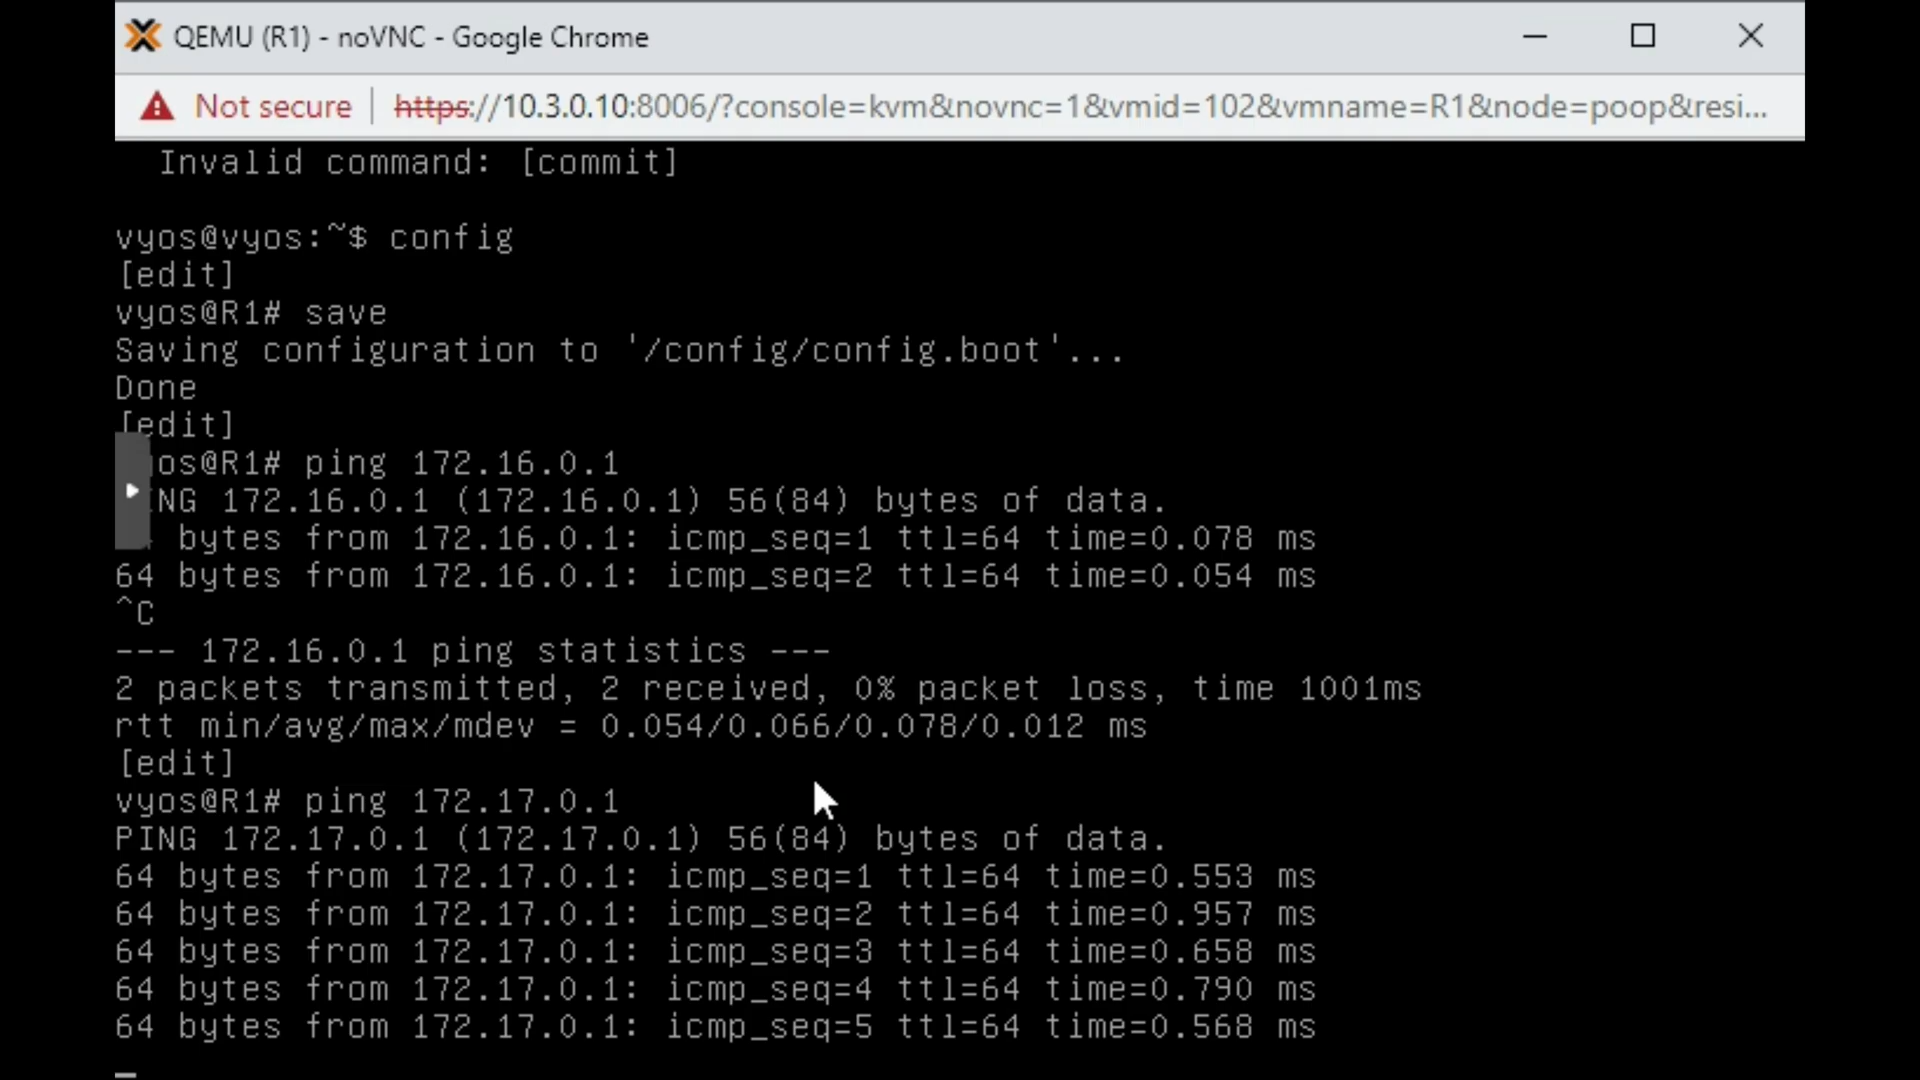 QEMU (R1) - noVNC - Google Chrome
Not secure https://10.3.0.10:8006/?console=kvm&novnc=1&vmid=102&vmname=R1&node=poop&resi...
Invalid command: [commit]
vyos@vyos:~$ config
[edit]
vyos@R1# save
Saving configuration to '/config/config.boot'...
Done
[edit]
os@R1# ping 172.16.0.1
NG 172.16.0.1 (172.16.0.1) 56(84) bytes of data.
bytes from 172.16.0.1: icmp_seq=1 ttl=64 time=0.078 ms
64 bytes from 172.16.0.1: icmp_seq=2 ttl=64 time=0.054 ms
^C
--- 172.16.0.1 ping statistics ---
2 packets transmitted, 2 received, 0% packet loss, time 1001ms
rtt min/avg/max/mdev = 0.054/0.066/0.078/0.012 ms
[edit]
vyos@R1# ping 172.17.0.1
PING 172.17.0.1 (172.17.0.1) 56(84) bytes of data.
64 bytes from 172.17.0.1: icmp_seq=1 ttl=64 time=0.553 ms
64 bytes from 172.17.0.1: icmp_seq=2 ttl=64 time=0.957 ms
64 bytes from 172.17.0.1: icmp_seq=3 ttl=64 time=0.658 ms
64 bytes from 172.17.0.1: icmp_seq=4 ttl=64 time=0.790 ms
64 bytes from 172.17.0.1: icmp_seq=5 ttl=64 time=0.568 ms